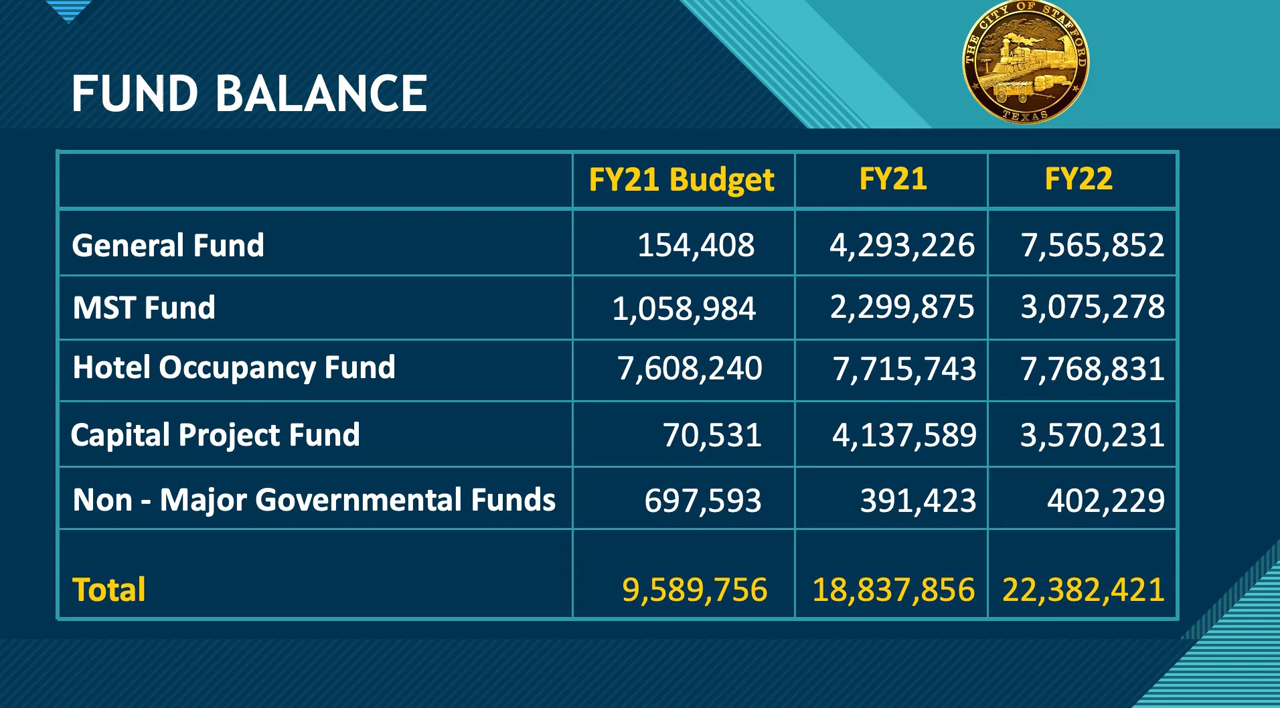 FUND BALANCE
THE CITY OF STAFFORD
TEXAS
FY21 Budget FY21 FY22
General Fund 154,408 4,293,226 7,565,852
MST Fund 1,058,984 2,299,875 3,075,278
Hotel Occupancy Fund 7,608,240 7,715,743 7,768,831
Capital Project Fund 70,531 4,137,589 3,570,231
Non - Major Governmental Funds 697,593 391,423 402,229
Total 9,589,756 18,837,856 22,382,421